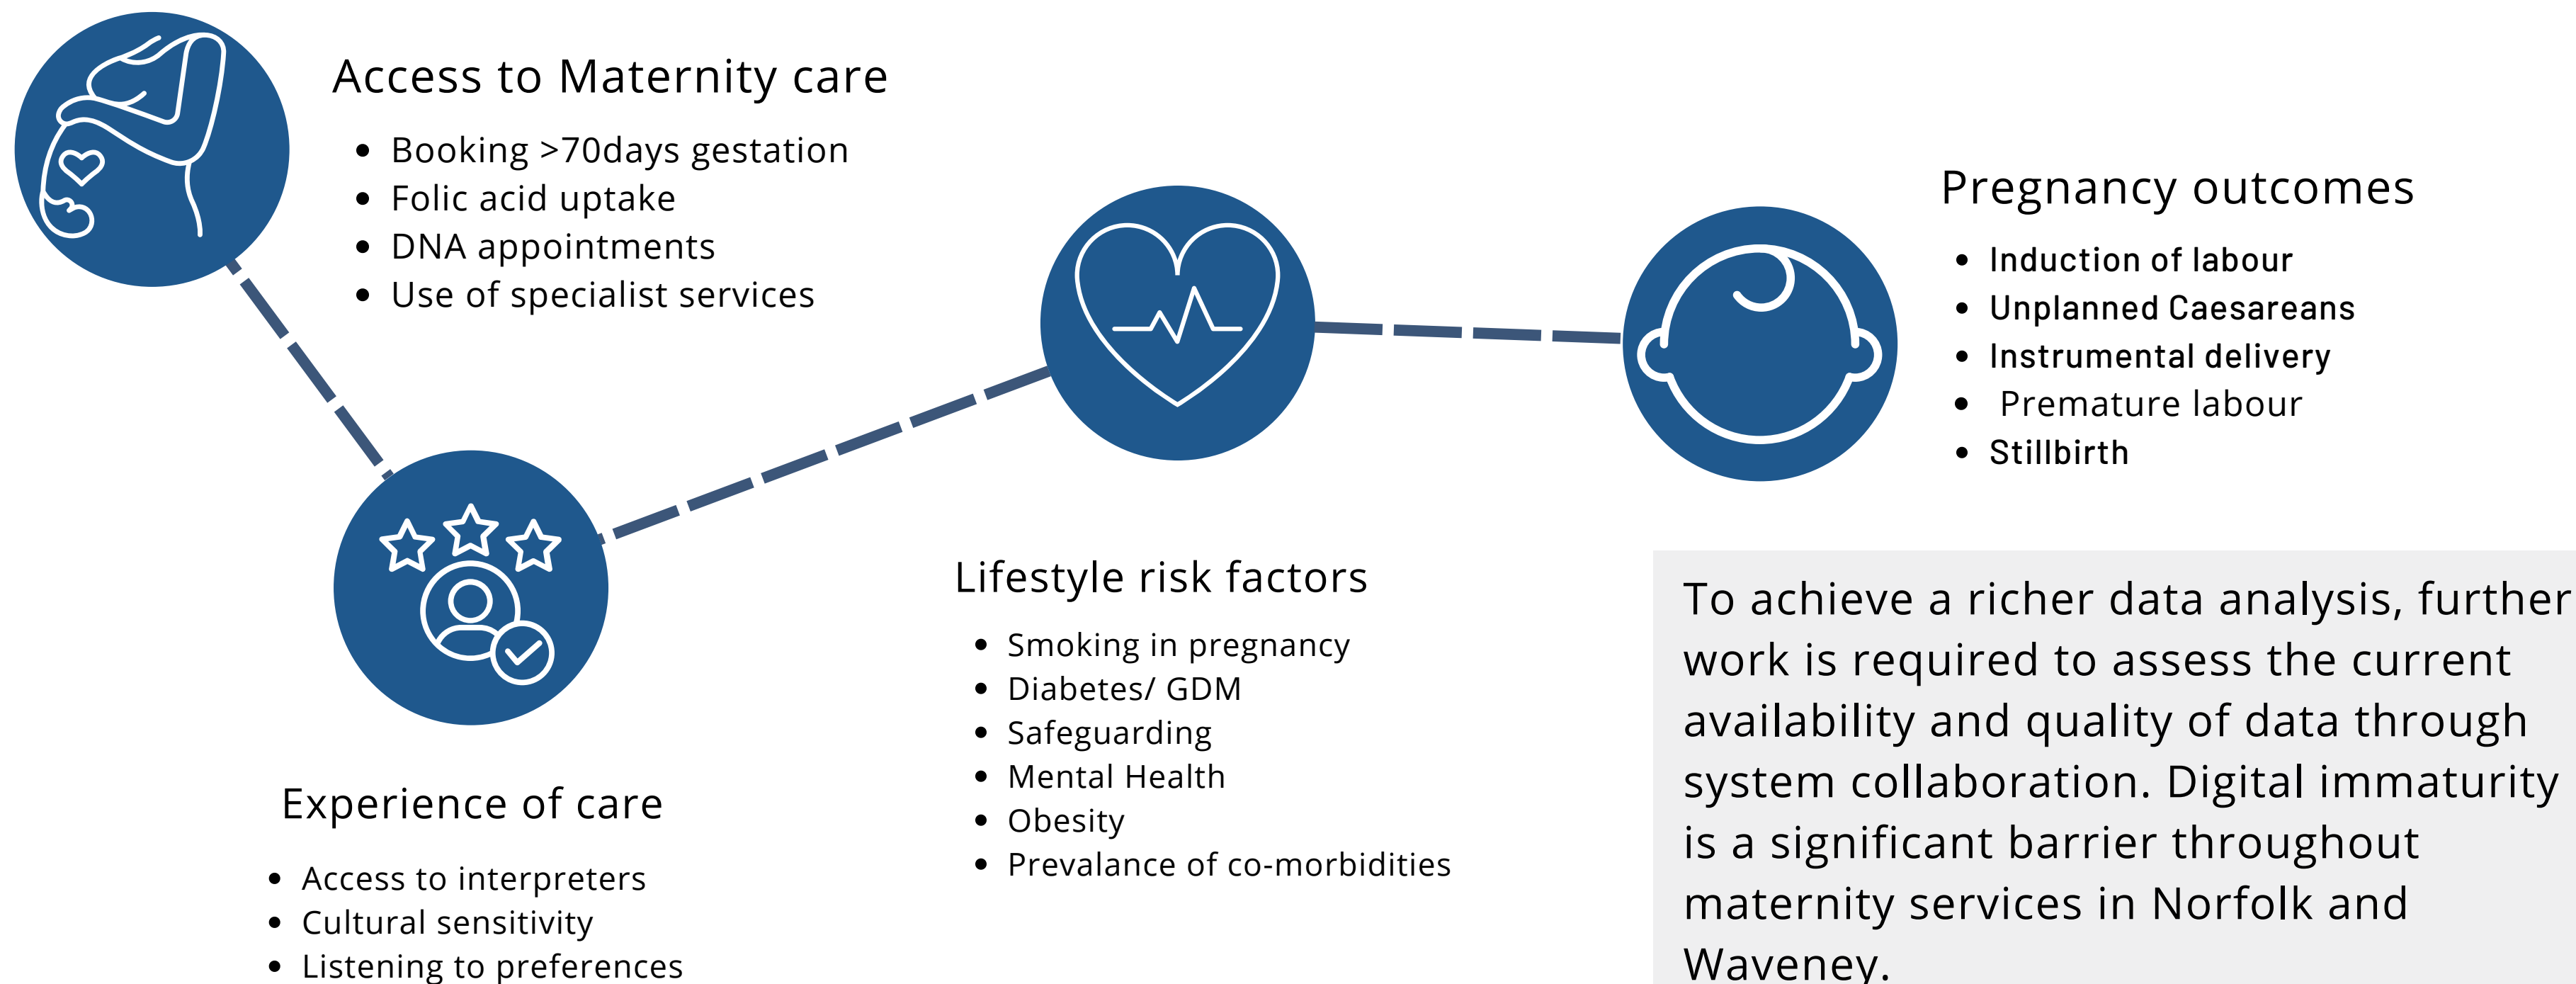 Access to Maternity care
• Booking >70days gestation
• Folic acid uptake
• DNA appointments
• Use of specialist services
Experience of care
• Access to interpreters
• Cultural sensitivity
• Listening to preferences
Lifestyle risk factors
• Smoking in pregnancy
• Diabetes/ GDM
• Safeguarding
• Mental Health
• Obesity
• Prevalance of co-morbidities
Pregnancy outcomes
• Induction of labour
• Unplanned Caesareans
• Instrumental delivery
• Premature labour
• Stillbirth
To achieve a richer data analysis, further
work is required to assess the current
availability and quality of data through
system collaboration. Digital immaturity
is a significant barrier throughout
maternity services in Norfolk and
Waveney.